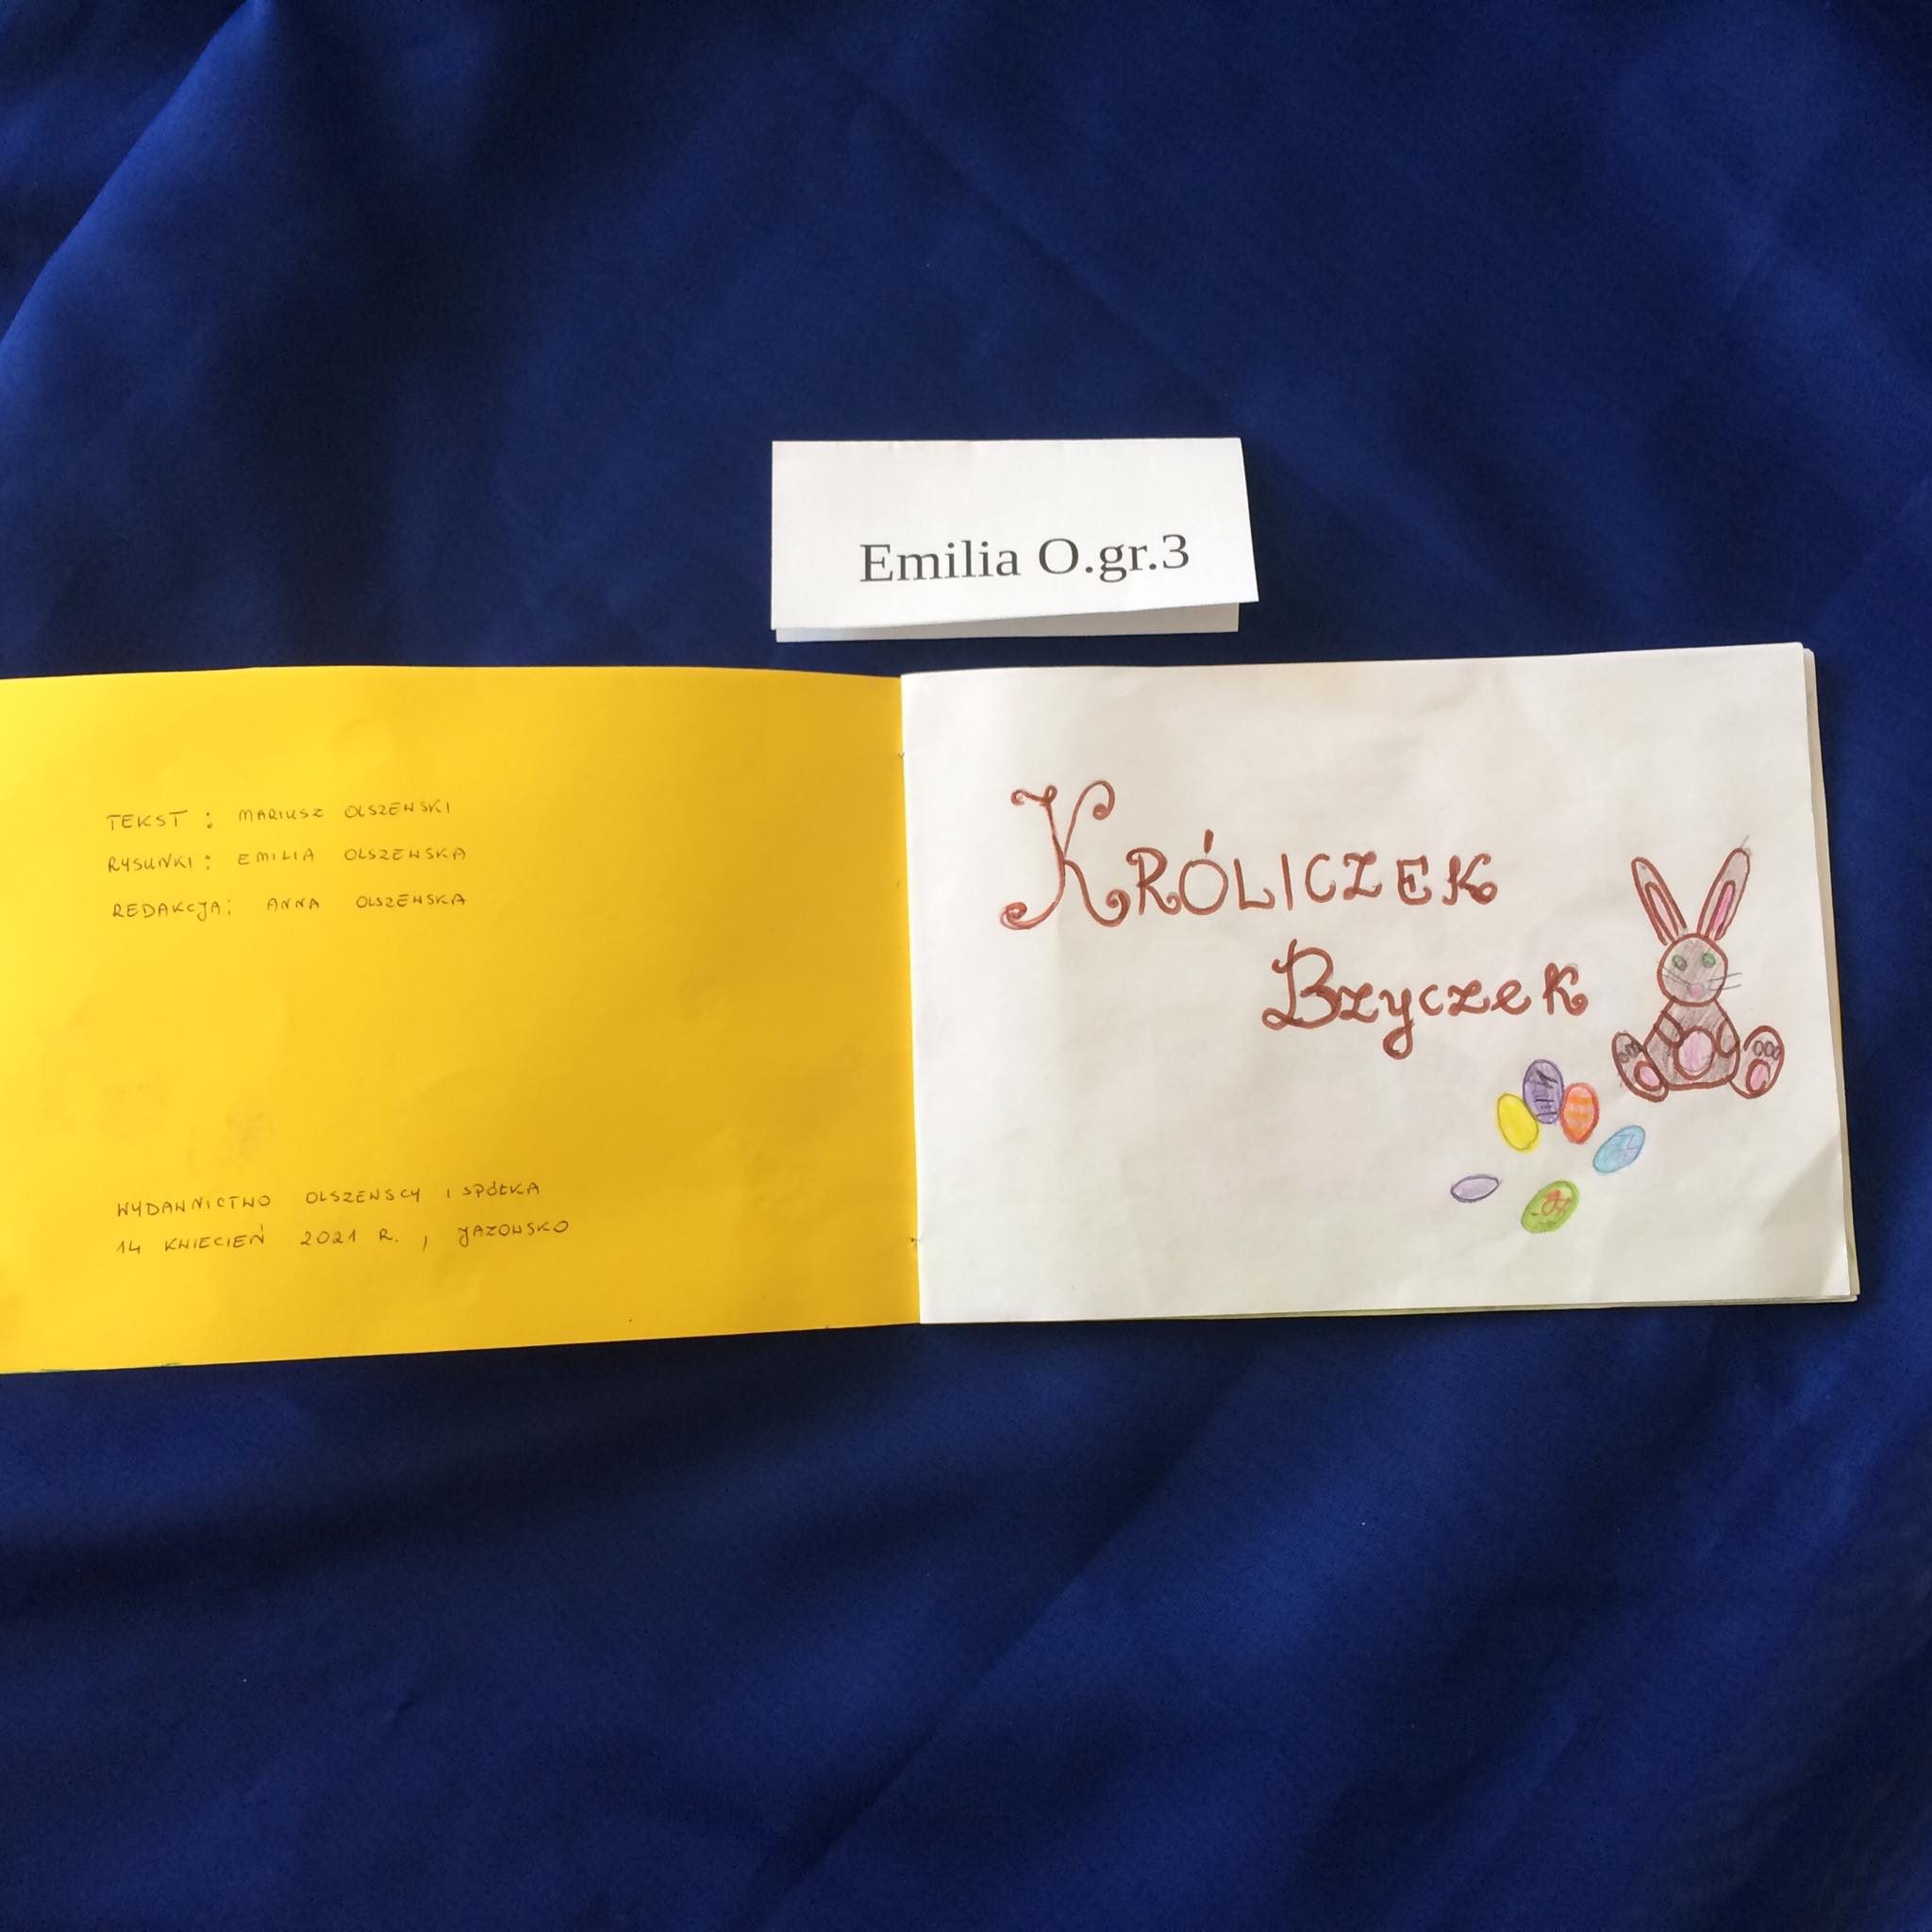 Emilia O.gr.3
TEKST : MARIUSZ OLSZEWSKI
RYSUNKI : EMILIA OLSZEWSKA
REDAKCJA: ANNA OLSZEWSKA
WYDAWNICTWO OLSZEWSCY I SPÓŁKA
14 KWIECIEŃ 2021 R. , JAZOWSKO
KRÓLICZEK
Bzyczek